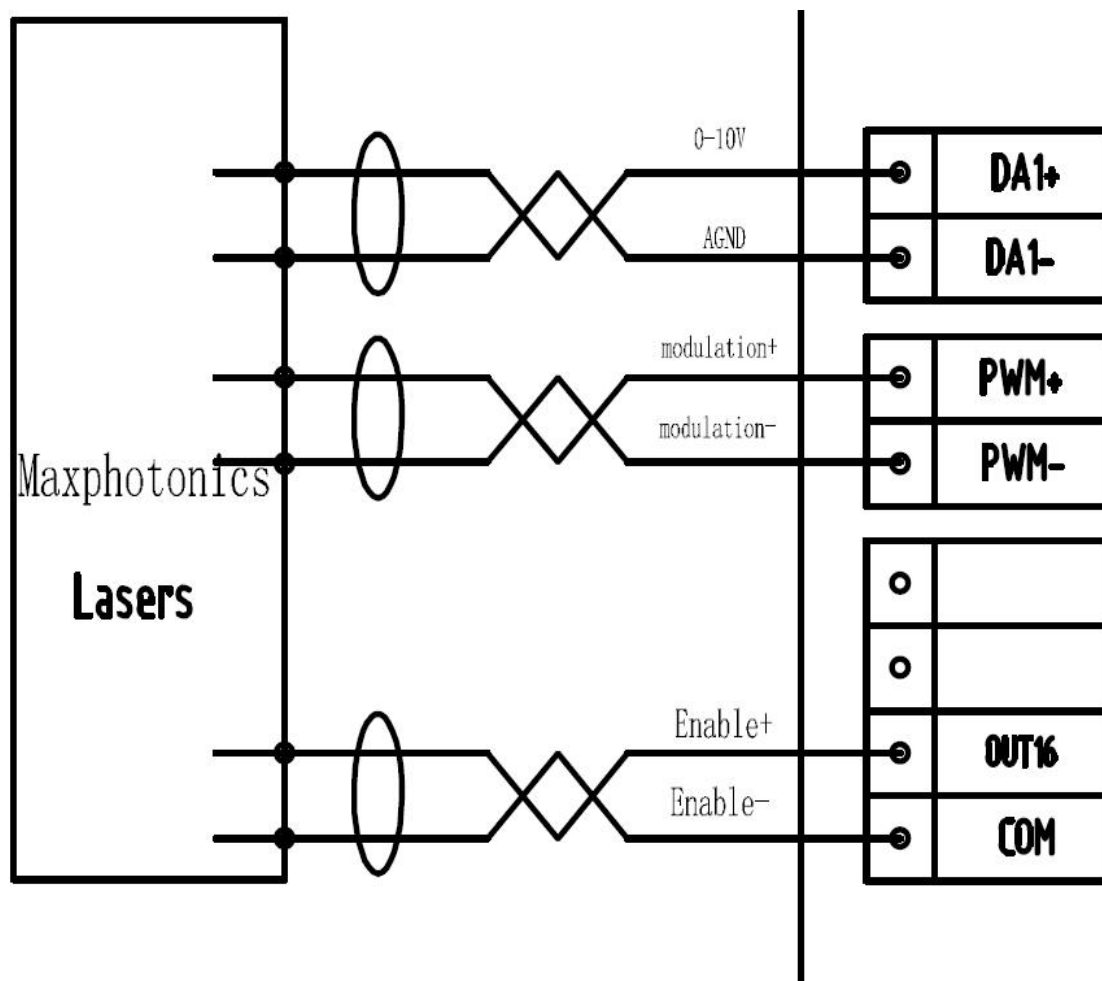 0-10V
DA1+
AGND
DA1-
modulation+
PWM+
modulation-
PWM-
Maxphotonics
Lasers
Enable+
OUT16
Enable-
COM